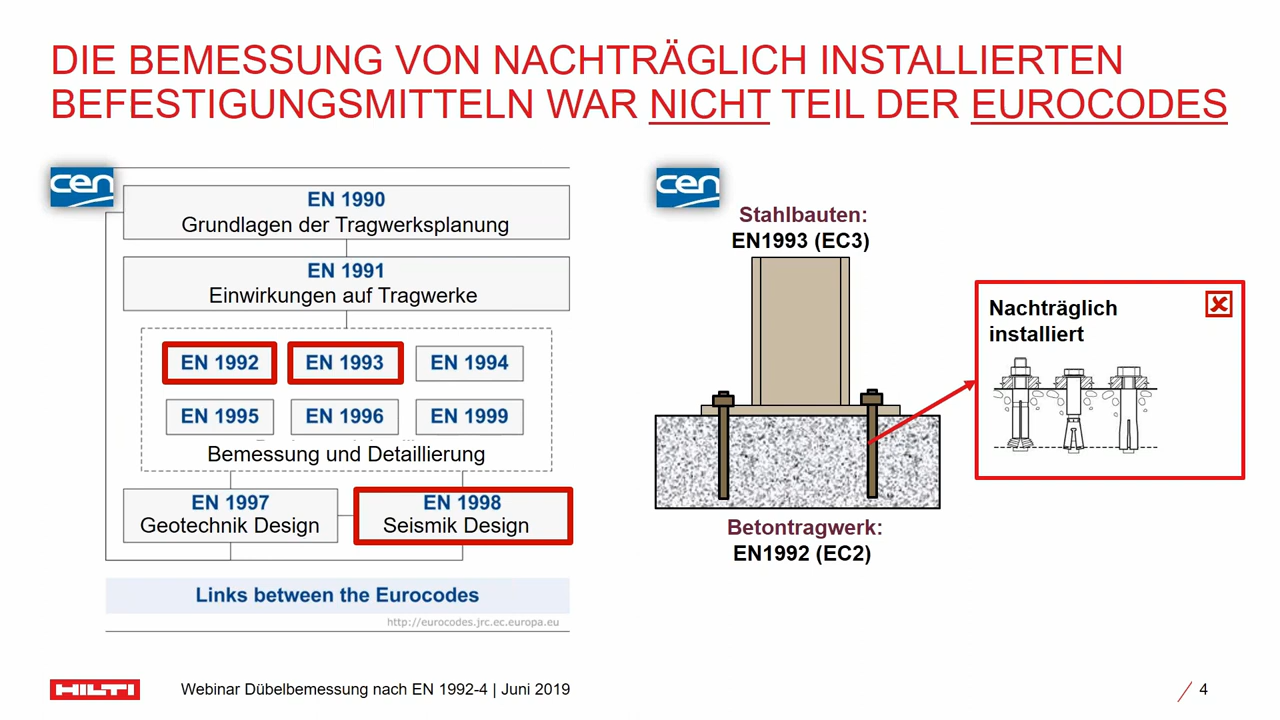 DIE BEMESSUNG VON NACHTRÄGLICH INSTALLIERTEN
BEFESTIGUNGSMITTELN WAR NICHT TEIL DER EUROCODES
cen
EN 1990
Grundlagen der Tragwerksplanung
EN 1991
Einwirkungen auf Tragwerke
EN 1992
EN 1993
EN 1994
EN 1995
EN 1996
EN 1999
Bemessung und Detaillierung
EN 1997
Geotechnik Design
EN 1998
Seismik Design
Links between the Eurocodes
http://eurocodes.jrc.ec.europa.eu
cen
Stahlbauten:
EN1993 (EC3)
Nachträglich
installiert
Betontragwerk:
EN1992 (EC2)
HILTI
Webinar Dübelbemessung nach EN 1992-4 | Juni 2019
4